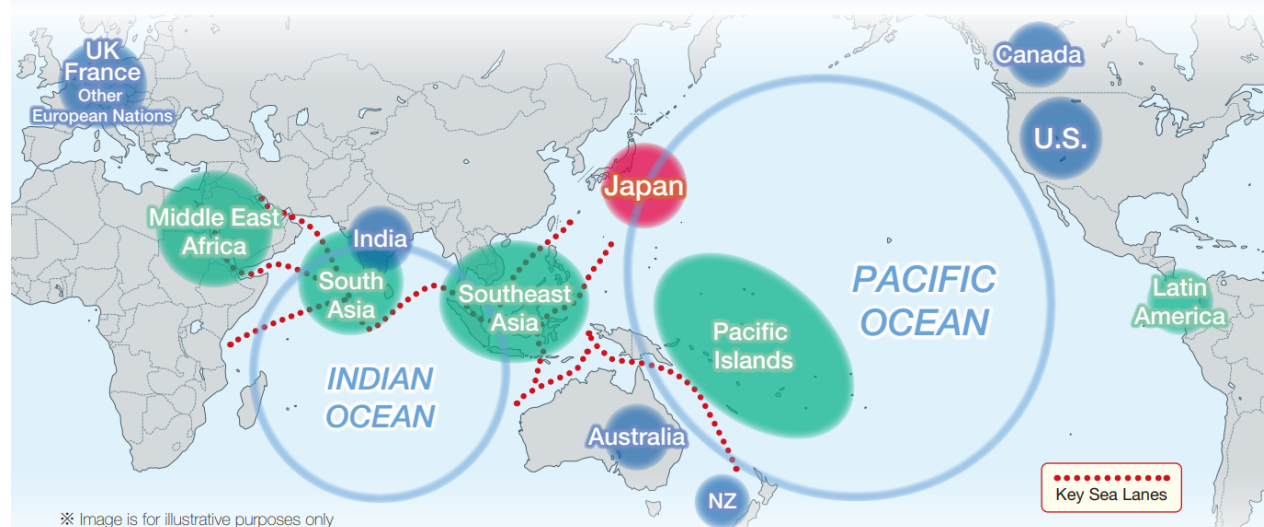 UK
France
Other
European Nations
Canada
U.S.
Japan
Middle East
Africa
India
South
Asia
Southeast
Asia
PACIFIC
OCEAN
Latin
America
Pacific
Islands
INDIAN
OCEAN
Australia
NZ
Key Sea Lanes
※ Image is for illustrative purposes only